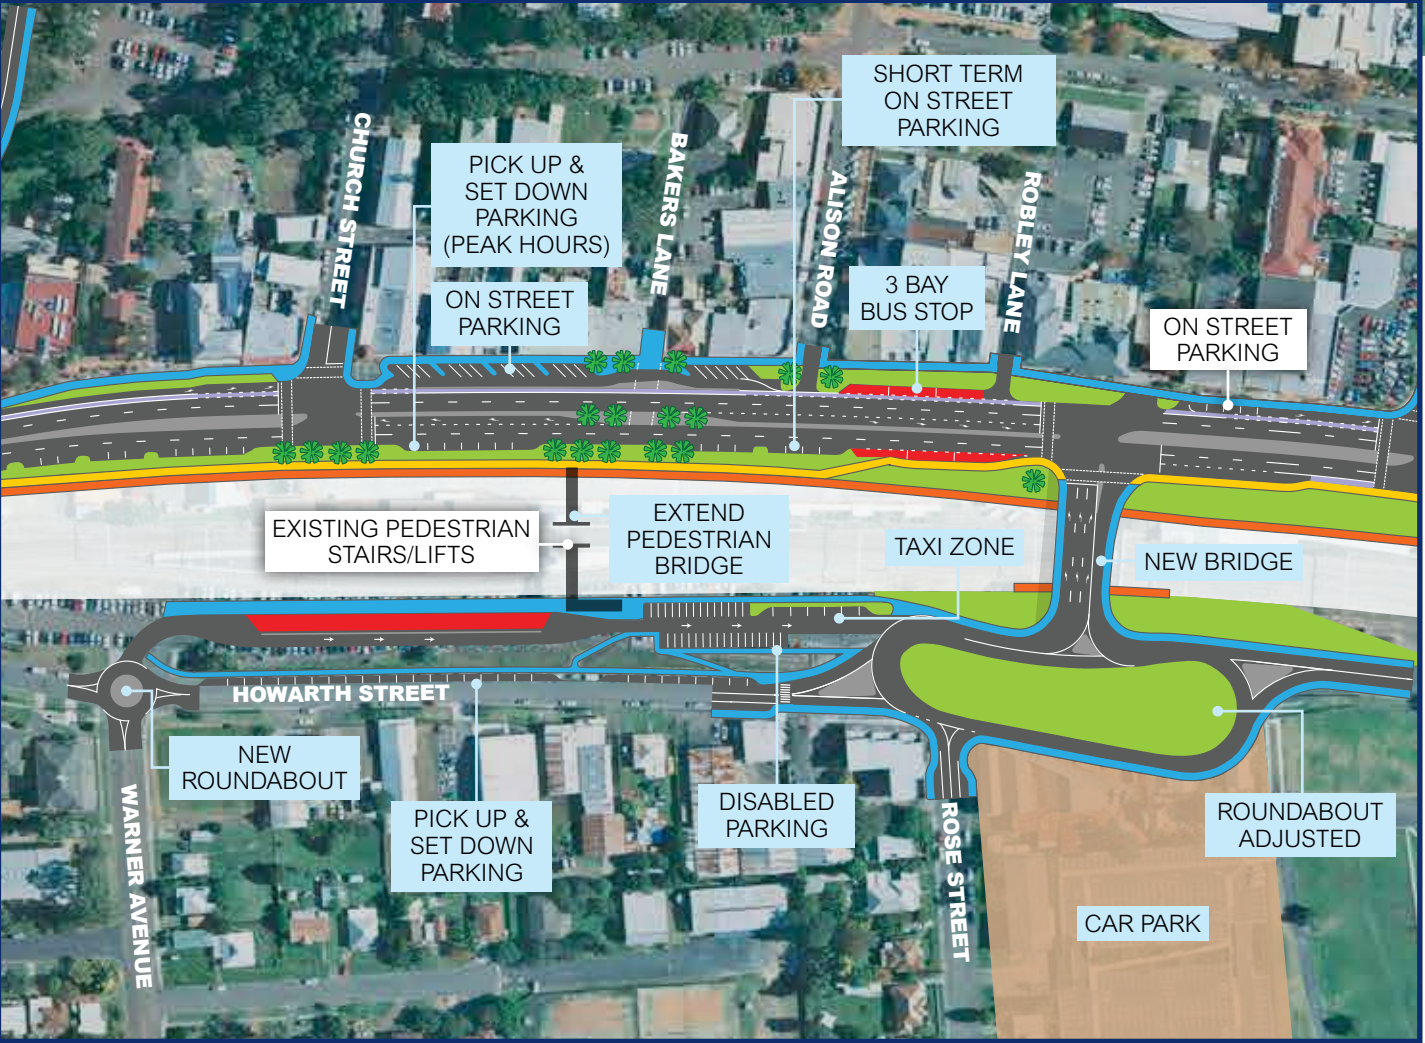 SHORT TERM
ON STREET
PARKING
CHURCH STREET
PICK UP &
SET DOWN
PARKING
(PEAK HOURS)
BAKERS LANE
ALISON ROAD
ROBLEY LANE
ON STREET
PARKING
3 BAY
BUS STOP
ON STREET
PARKING
EXISTING PEDESTRIAN
STAIRS/LIFTS
EXTEND
PEDESTRIAN
BRIDGE
TAXI ZONE
NEW BRIDGE
HOWARTH STREET
NEW
ROUNDABOUT
WARNER AVENUE
PICK UP &
SET DOWN
PARKING
DISABLED
PARKING
ROSE STREET
ROUNDABOUT
ADJUSTED
CAR PARK